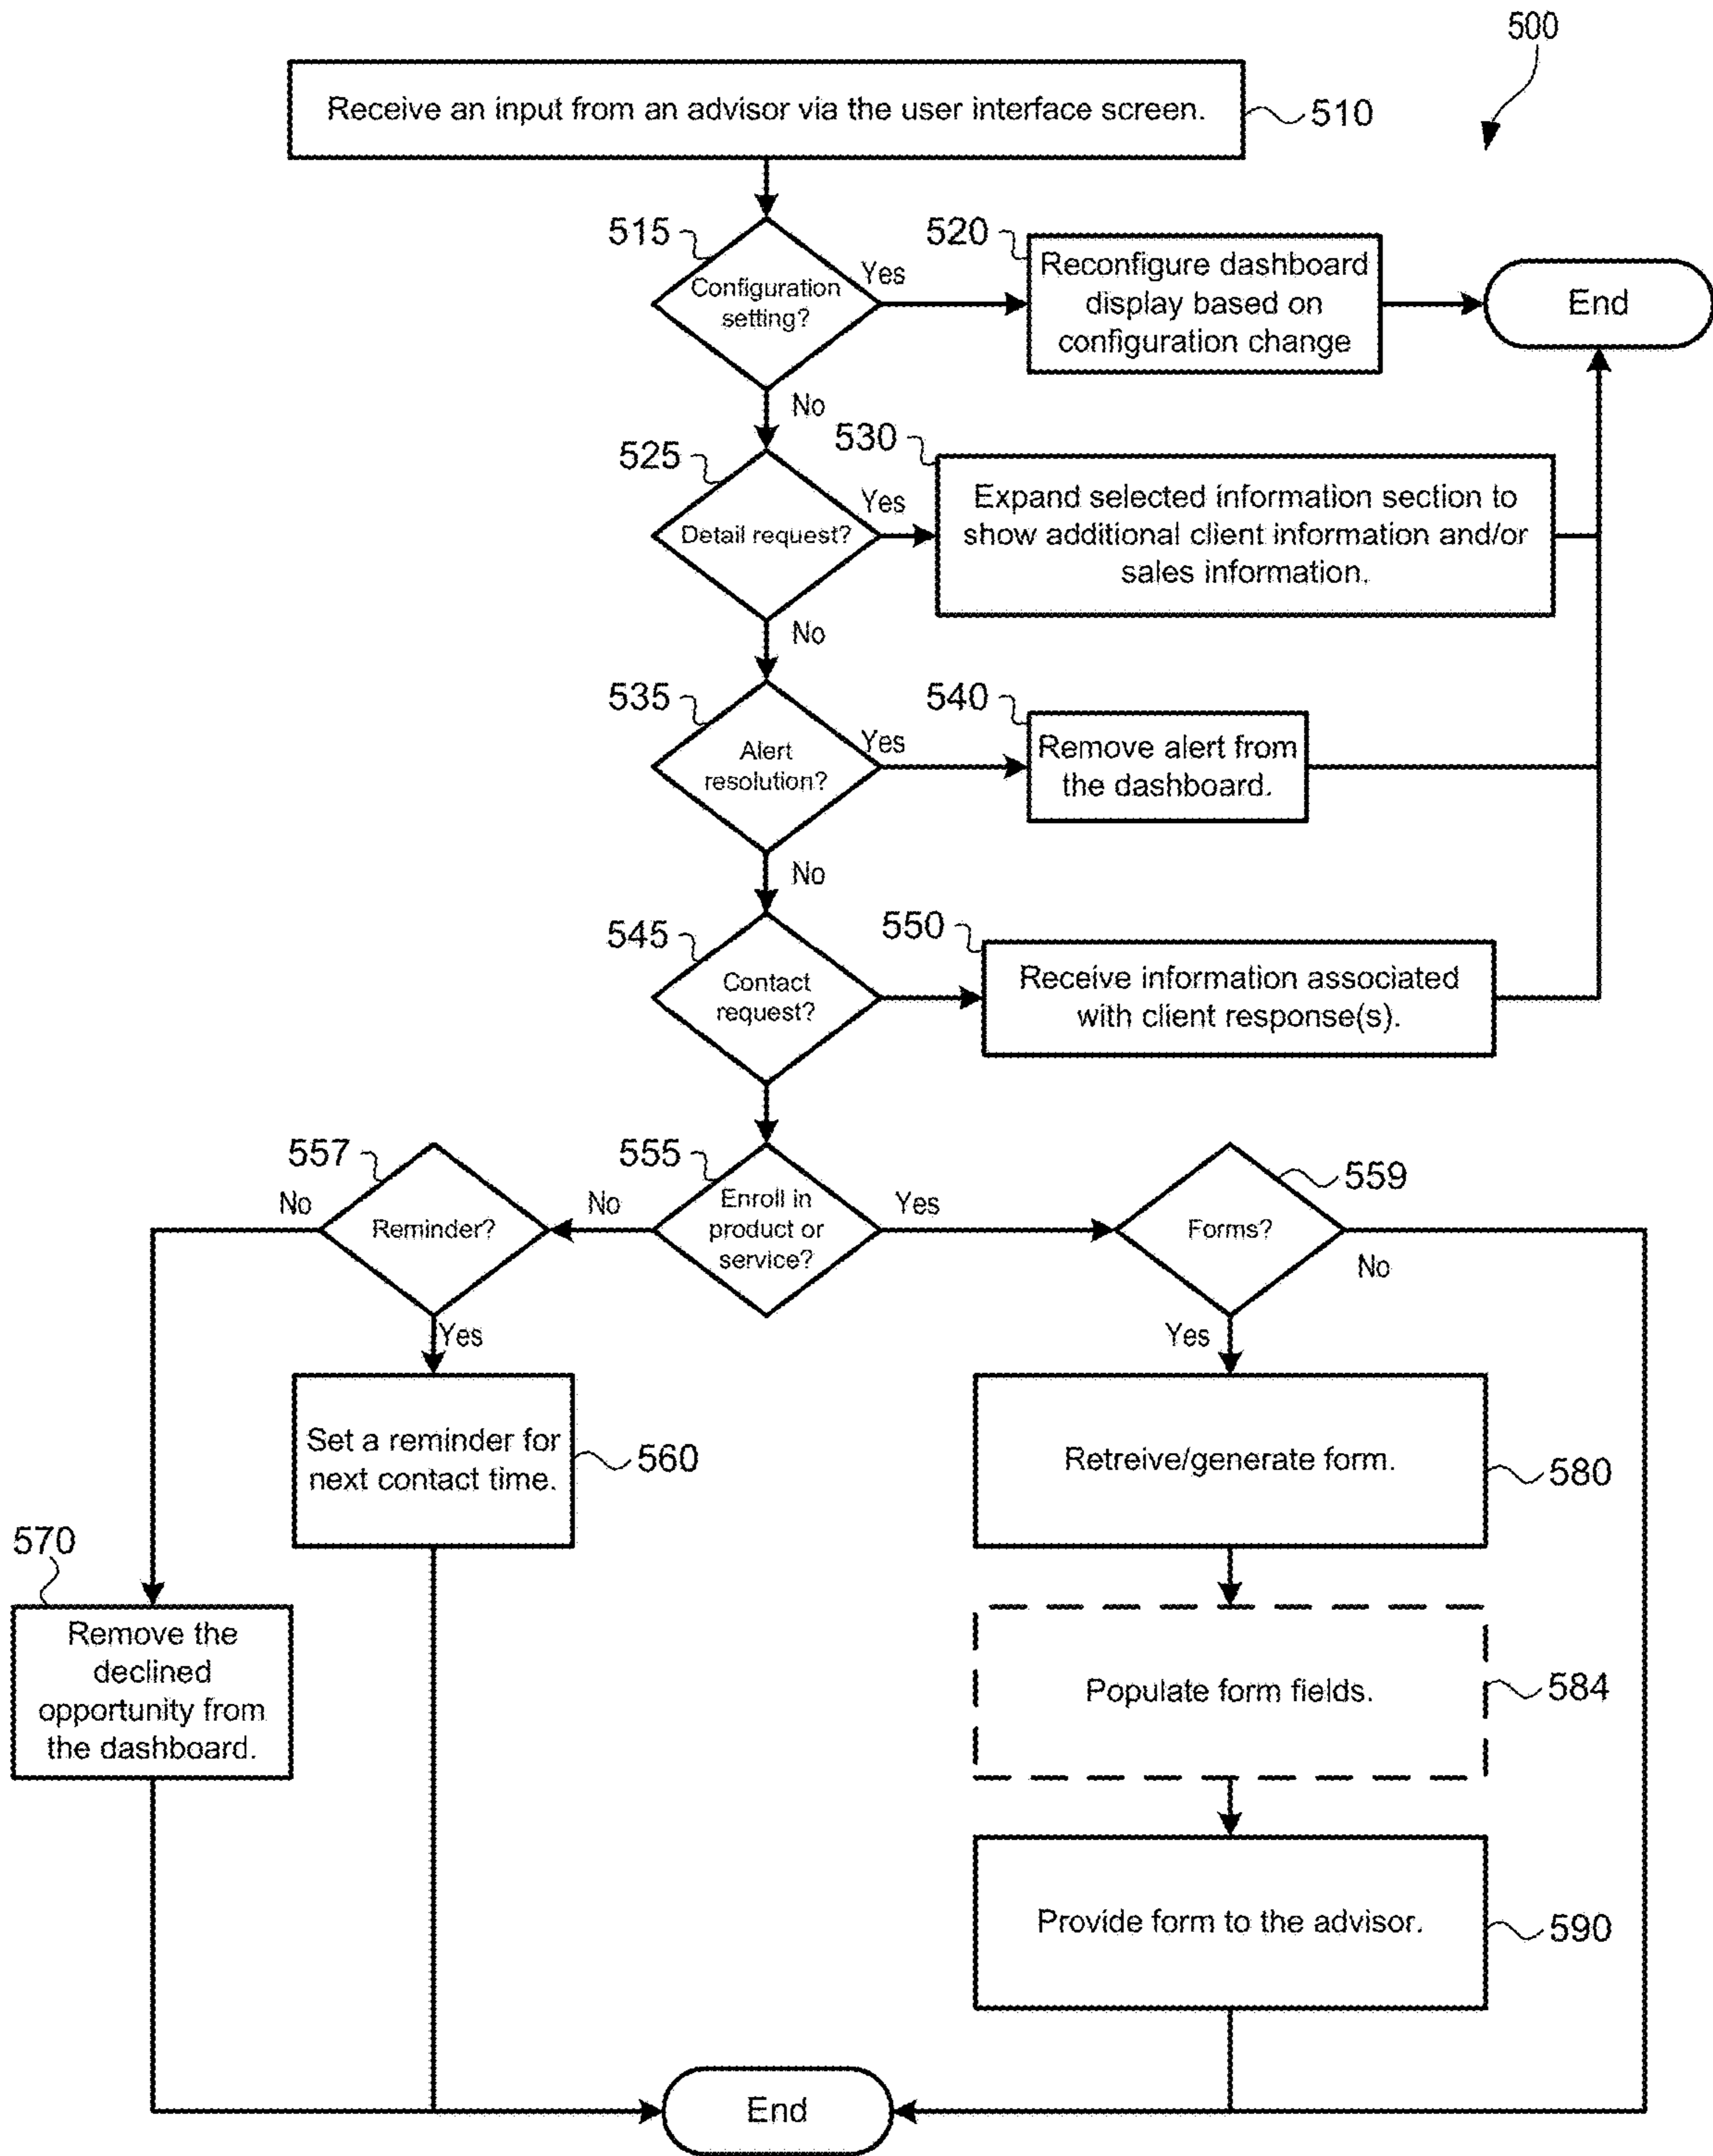 500
Receive an input from an advisor via the user interface screen.
510
515
Configuration
setting?
Yes
520
Reconfigure dashboard
display based on
configuration change
End
No
525
Detail request?
Yes
530
Expand selected information section to
show additional client information and/or
sales information.
No
535
Alert
resolution?
Yes
540
Remove alert from
the dashboard.
No
545
Contact
request?
550
Receive information associated
with client response(s).
557
Reminder?
No
555
Enroll in
product or
service?
No
Yes
559
Forms?
No
Yes
Yes
Set a reminder for
next contact time.
560
Retreive/generate form.
580
570
Remove the
declined
opportunity from
the dashboard.
Populate form fields.
584
Provide form to the advisor.
590
End